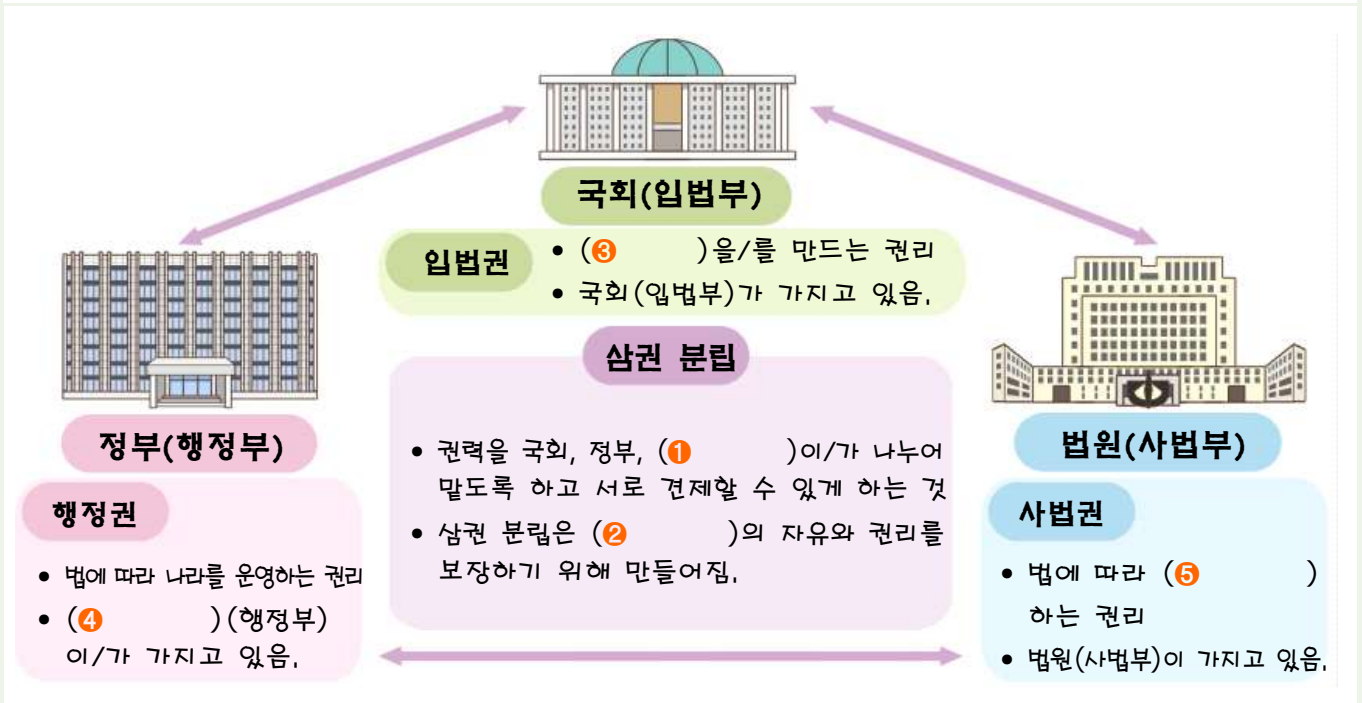 국회(입법부)
입법권
• (❸ )을/를 만드는 권리
• 국회(입법부)가 가지고 있음.
삼권 분립
• 권력을 국회, 정부, (❶ )이/가 나누어
맡도록 하고 서로 견제할 수 있게 하는 것
• 삼권 분립은 (❷ )의 자유와 권리를
보장하기 위해 만들어짐.
정부(행정부)
행정권
• 법에 따라 나라를 운영하는 권리
• (❹ )(행정부)
이/가 가지고 있음.
법원(사법부)
사법권
• 법에 따라 (❺ )
하는 권리
• 법원(사법부)이 가지고 있음.